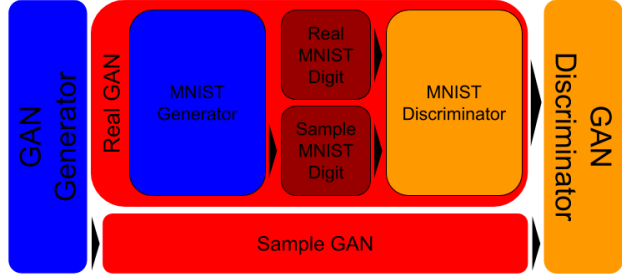 GAN
Generator
Real GAN
MNIST
Generator
Real
MNIST
Digit
Sample
MNIST
Digit
MNIST
Discriminator
GAN
Discriminator
Sample GAN